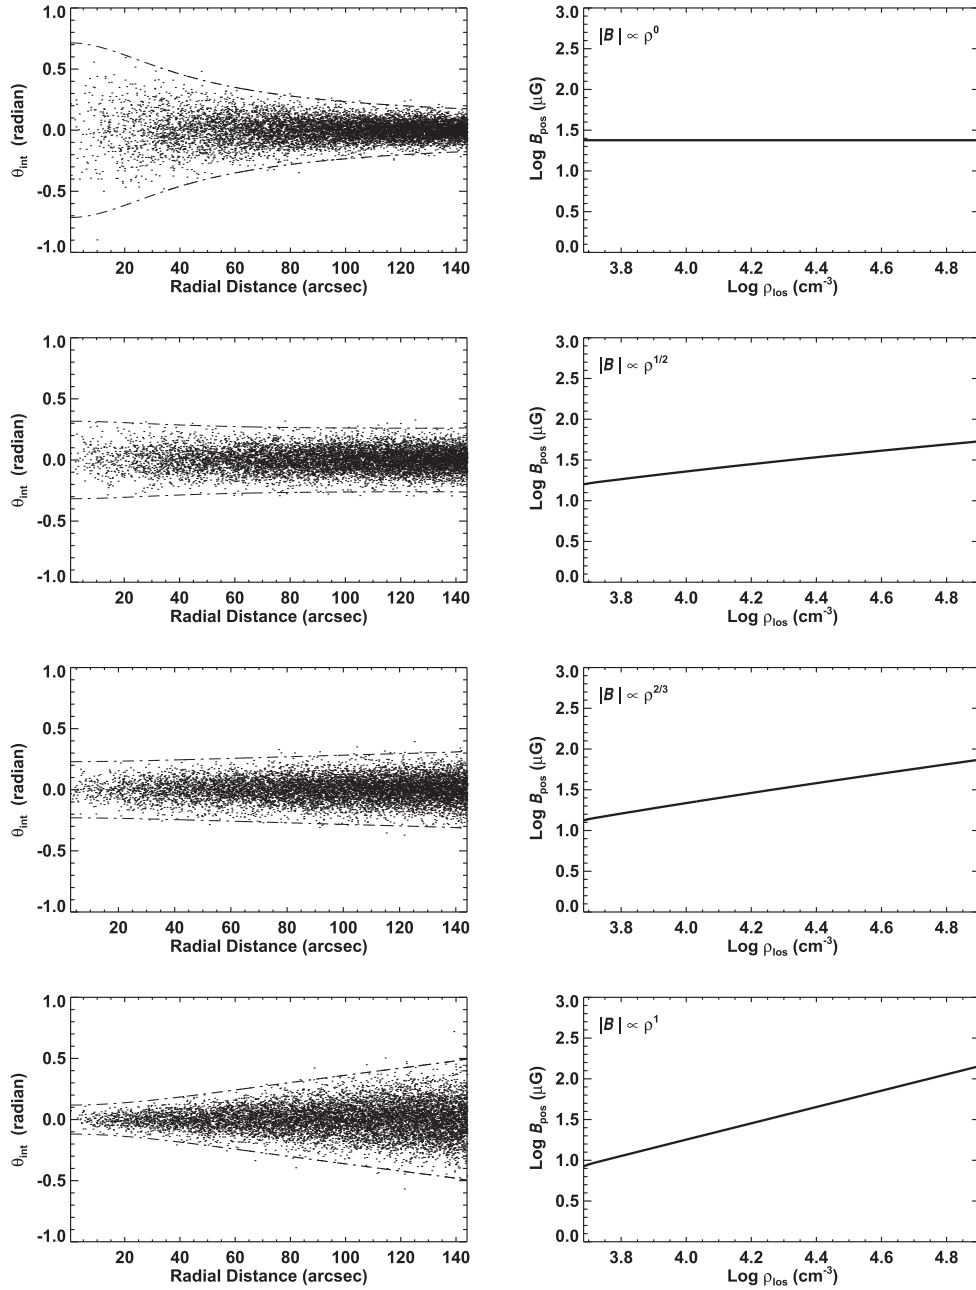 1.0
0.5
0.0
-0.5
-1.0
θint (radian)
20 40 60 80 100 120 140
Radial Distance (arcsec)
3.0
2.5
2.0
1.5
1.0
0.5
0.0
Log Bpos (μG)
|B| ∝ ρ0
3.8 4.0 4.2 4.4 4.6 4.8
Log ρlos (cm-3)
1.0
0.5
0.0
-0.5
-1.0
θint (radian)
20 40 60 80 100 120 140
Radial Distance (arcsec)
3.0
2.5
2.0
1.5
1.0
0.5
0.0
Log Bpos (μG)
|B| ∝ ρ1/2
3.8 4.0 4.2 4.4 4.6 4.8
Log ρlos (cm-3)
1.0
0.5
0.0
-0.5
-1.0
θint (radian)
20 40 60 80 100 120 140
Radial Distance (arcsec)
3.0
2.5
2.0
1.5
1.0
0.5
0.0
Log Bpos (μG)
|B| ∝ ρ2/3
3.8 4.0 4.2 4.4 4.6 4.8
Log ρlos (cm-3)
1.0
0.5
0.0
-0.5
-1.0
θint (radian)
20 40 60 80 100 120 140
Radial Distance (arcsec)
3.0
2.5
2.0
1.5
1.0
0.5
0.0
Log Bpos (μG)
|B| ∝ ρ1
3.8 4.0 4.2 4.4 4.6 4.8
Log ρlos (cm-3)